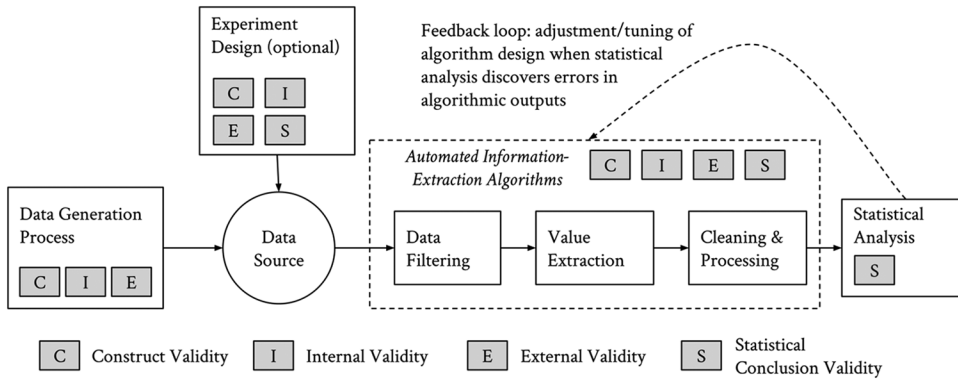 Experiment
Design (optional)
C I
E S
Feedback loop: adjustment/tuning of
algorithm design when statistical
analysis discovers errors in
algorithmic outputs
Automated Information-
Extraction Algorithms
C I E S
Data Generation
Process
C I E
Data
Source
Data
Filtering
Value
Extraction
Cleaning &
Processing
Statistical
Analysis
S
C Construct Validity
I Internal Validity
E External Validity
S Statistical
Conclusion Validity